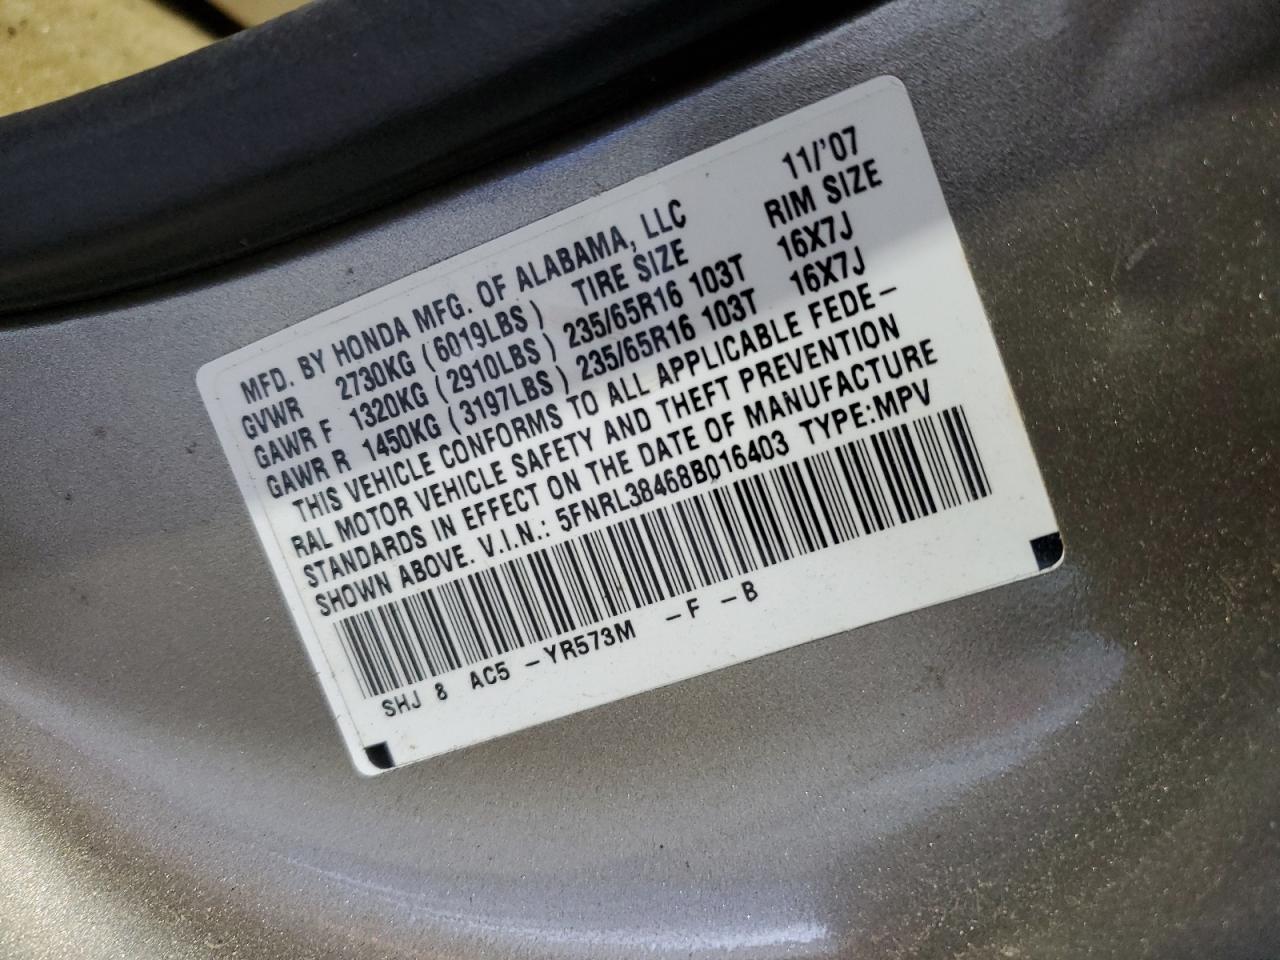 MFD. BY HONDA MFG. OF ALABAMA, LLC 11/'07
GVWR 2730KG (6019LBS) TIRE SIZE RIM SIZE
GAWR F 1320KG (2910LBS) 235/65R16 103T 16X7J
GAWR R 1450KG (3197LBS) 235/65R16 103T 16X7J
THIS VEHICLE CONFORMS TO ALL APPLICABLE FEDE-
RAL MOTOR VEHICLE SAFETY AND THEFT PREVENTION
STANDARDS IN EFFECT ON THE DATE OF MANUFACTURE
SHOWN ABOVE. V.I.N.: 5FNRL38468B016403 TYPE:MPV
SHJ 8 AC5 -YR573M -F -B